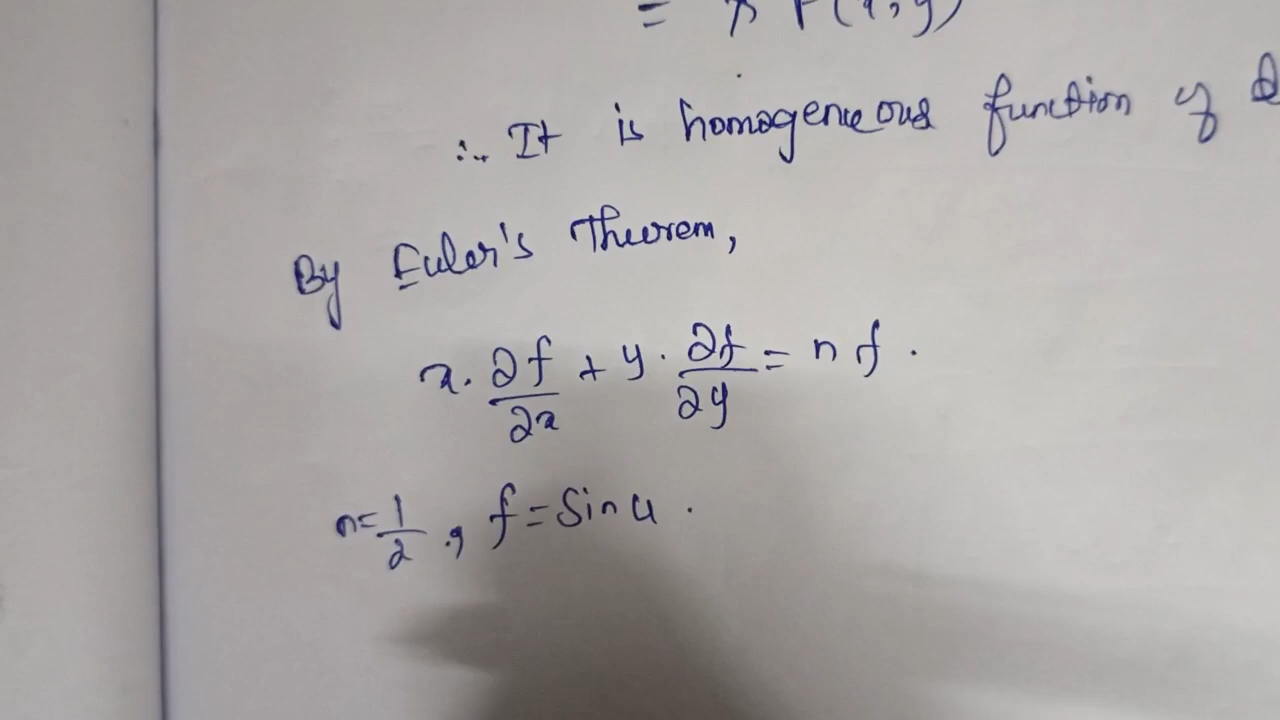 ∴ It is homogeneous function of
By Euler's Theorem,
x. ∂f/∂x + y. ∂f/∂y = n f.
n=1/2, f=Sin u.